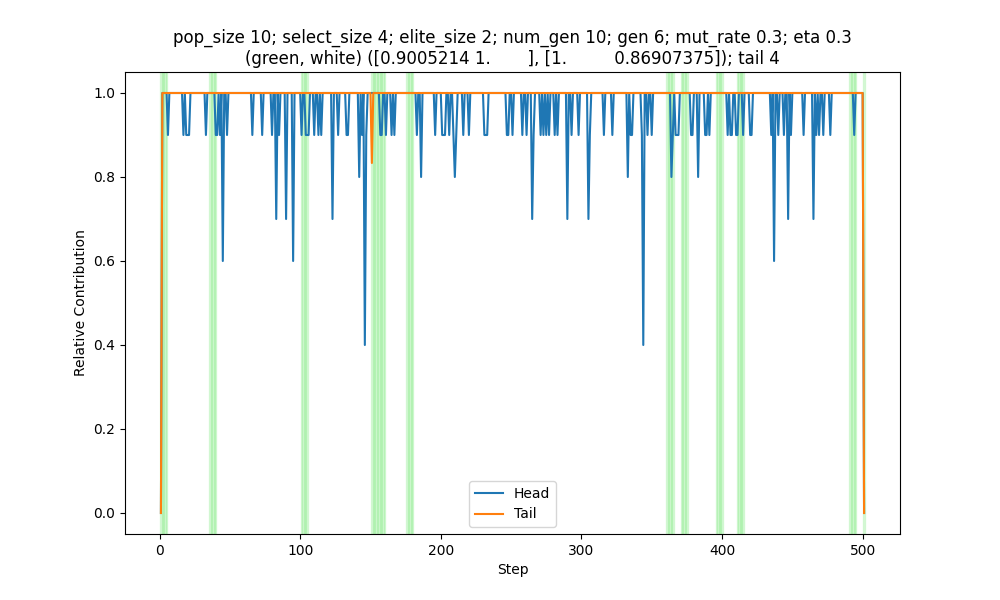 pop_size 10; select_size 4; elite_size 2; num_gen 10; gen 6; mut_rate 0.3; eta 0.3
(green, white) ([0.9005214 1.        ], [1.          0.86907375]); tail 4
1.0
0.8
0.6
0.4
0.2
0.0
Relative Contribution
Head
Tail
0 100 200 300 400 500
Step